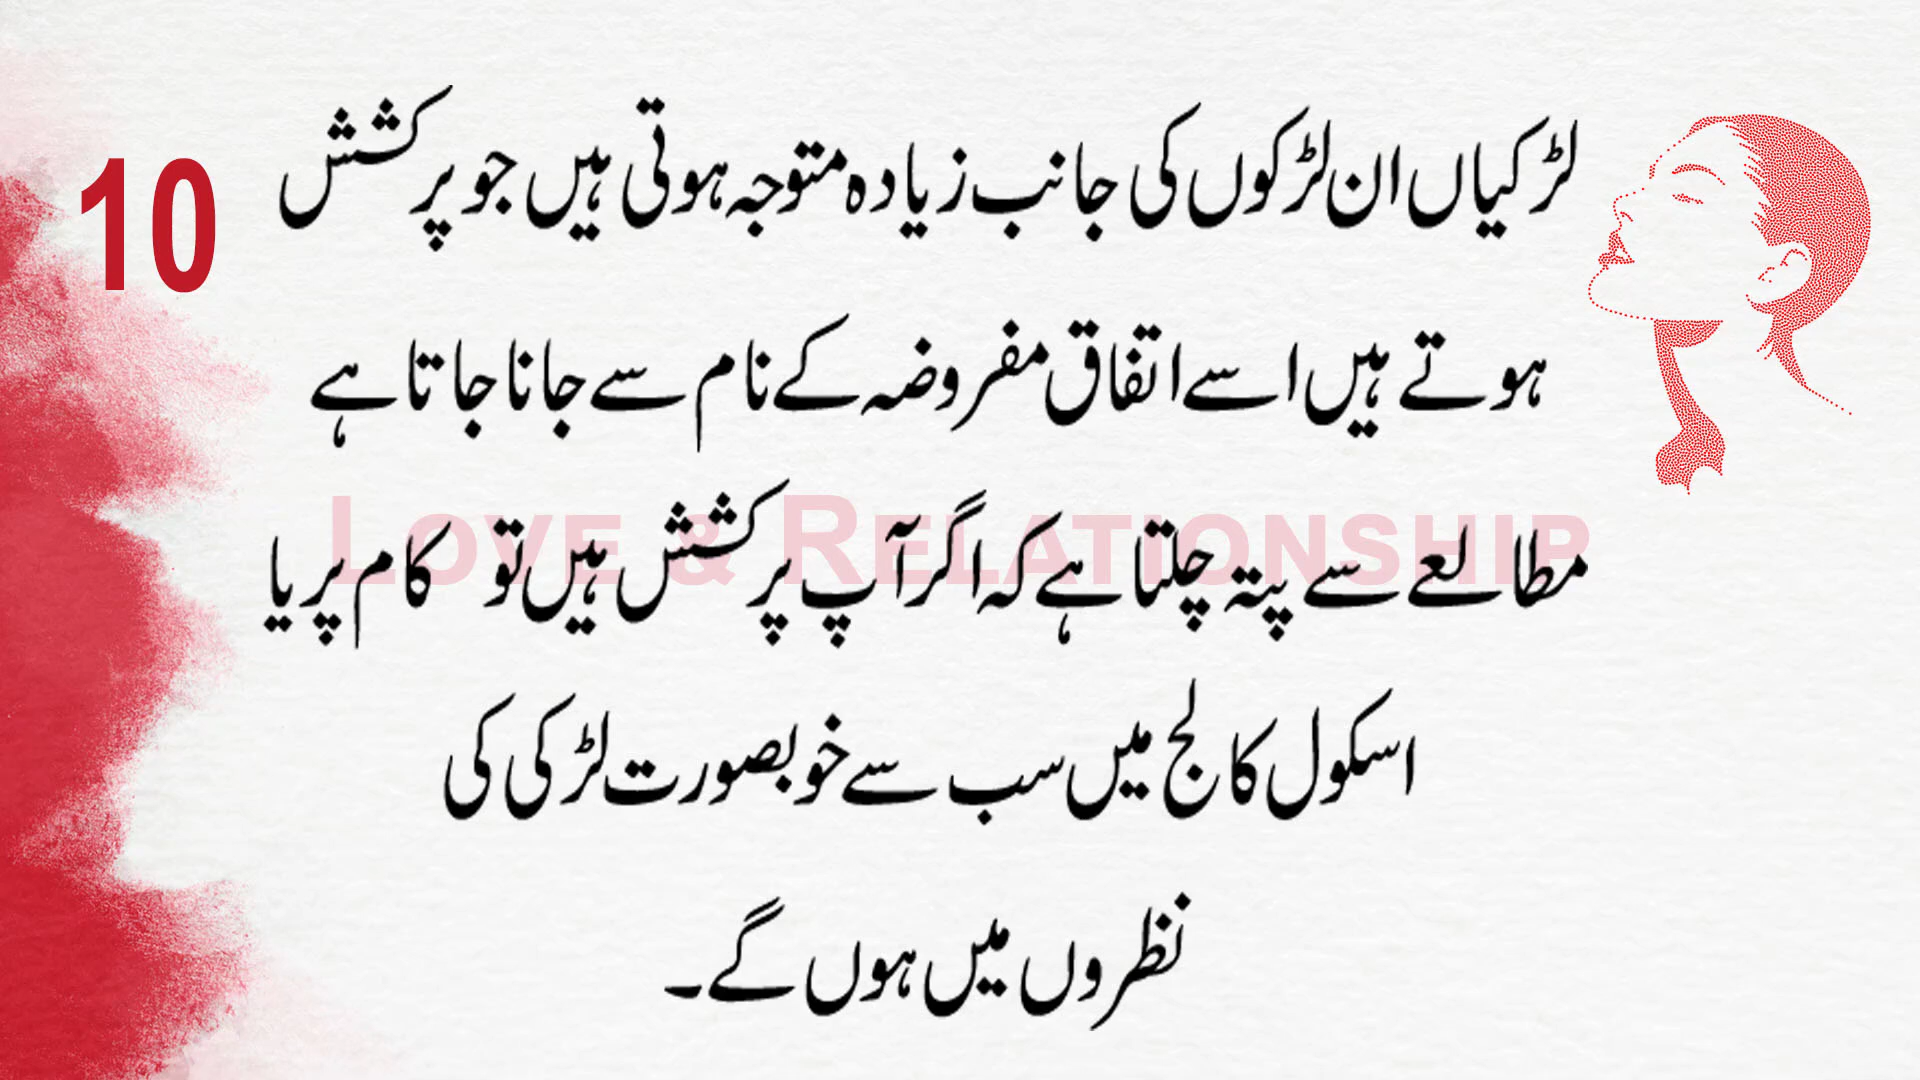 10
لڑکیاں ان لڑکوں کی جانب زیادہ متوجہ ہوتی ہیں جو پرکشش
ہوتے ہیں اسے اتفاق مفروضہ کے نام سے جانا جاتا ہے
LOVE & RELATIONSHIP
مطالعے سے پتہ چلتا ہے کہ اگر آپ پرکشش ہیں تو کام پر یا
اسکول کالج میں سب سے خوبصورت لڑکی کی
نظروں میں ہوں گے۔